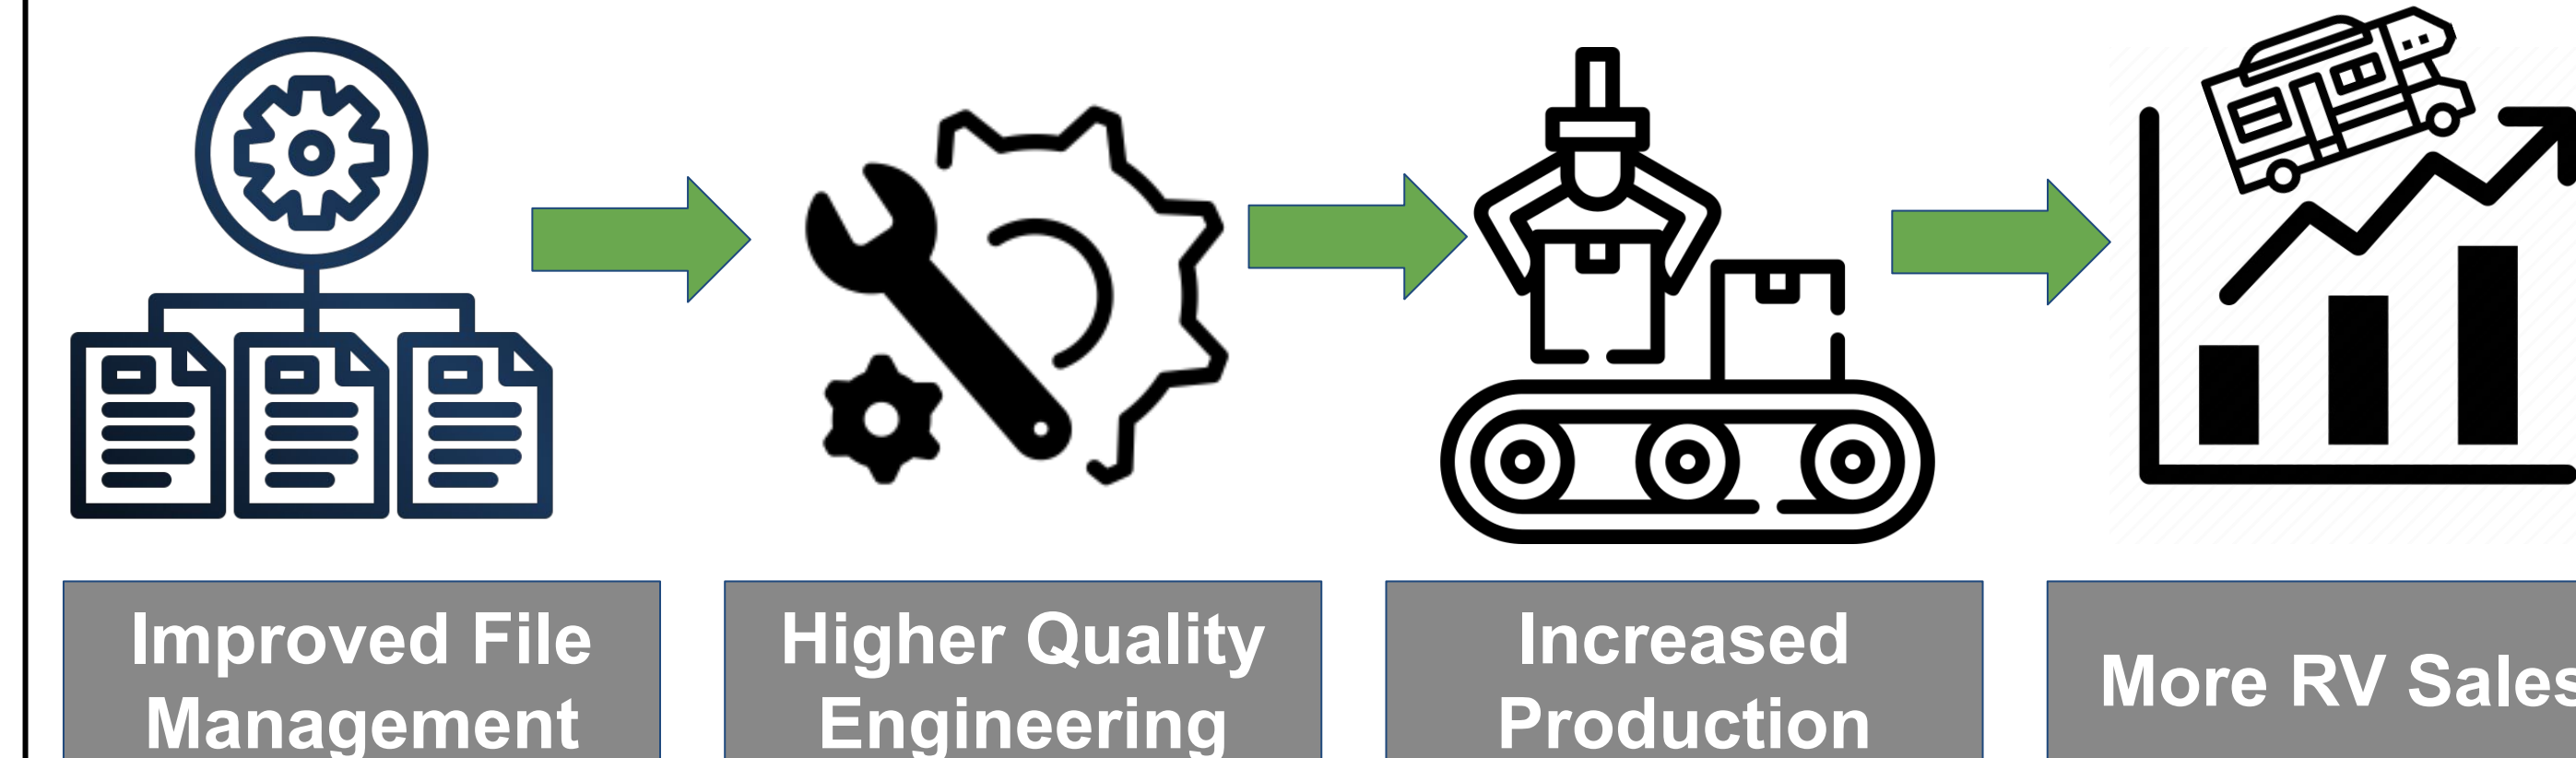 Improved File
Management
Higher Quality
Engineering
Increased
Production
More RV Sales